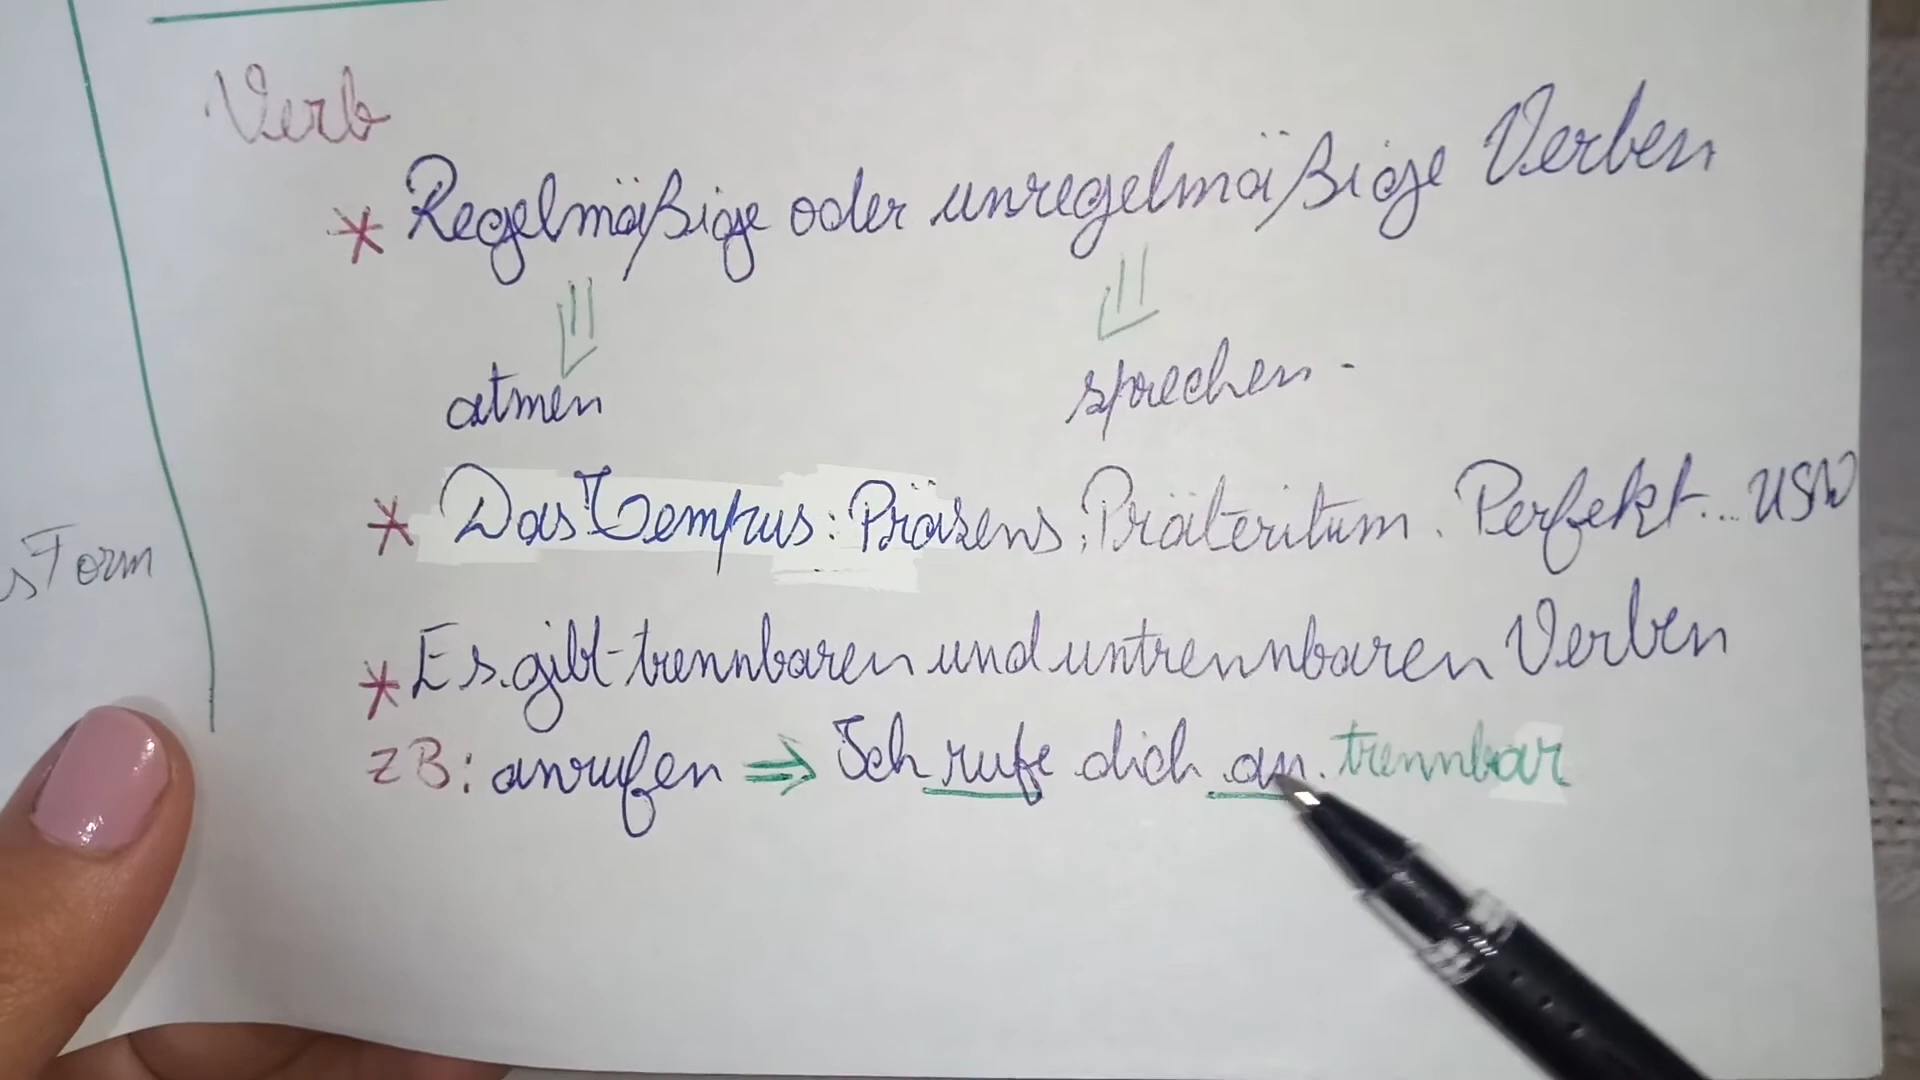 Verb
* Regelmäßige oder unregelmäßige Verben
atmen
sprechen.
* Das Tempus: Präsens, Präteritum. Perfekt... usw
sForm
* Es gibt trennbaren und untrennbaren Verben
zB: anrufen ⇒ Ich rufe dich an. trennbar